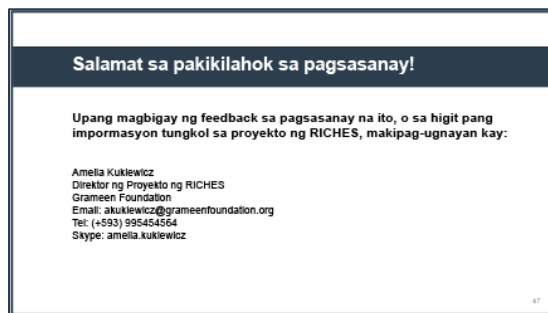 Salamat sa pakikilahok sa pagsasanay!
Upang magbigay ng feedback sa pagsasanay na ito, o sa higit pang
impormasyon tungkol sa proyekto ng RICHES, makipag-ugnayan kay:
Amelia Kuklewicz
Direktor ng Proyekto ng RICHES
Grameen Foundation
Email: akuklewicz@grameenfoundation.org
Tel: (+593) 995454564
Skype: amelia.kuklewicz
67